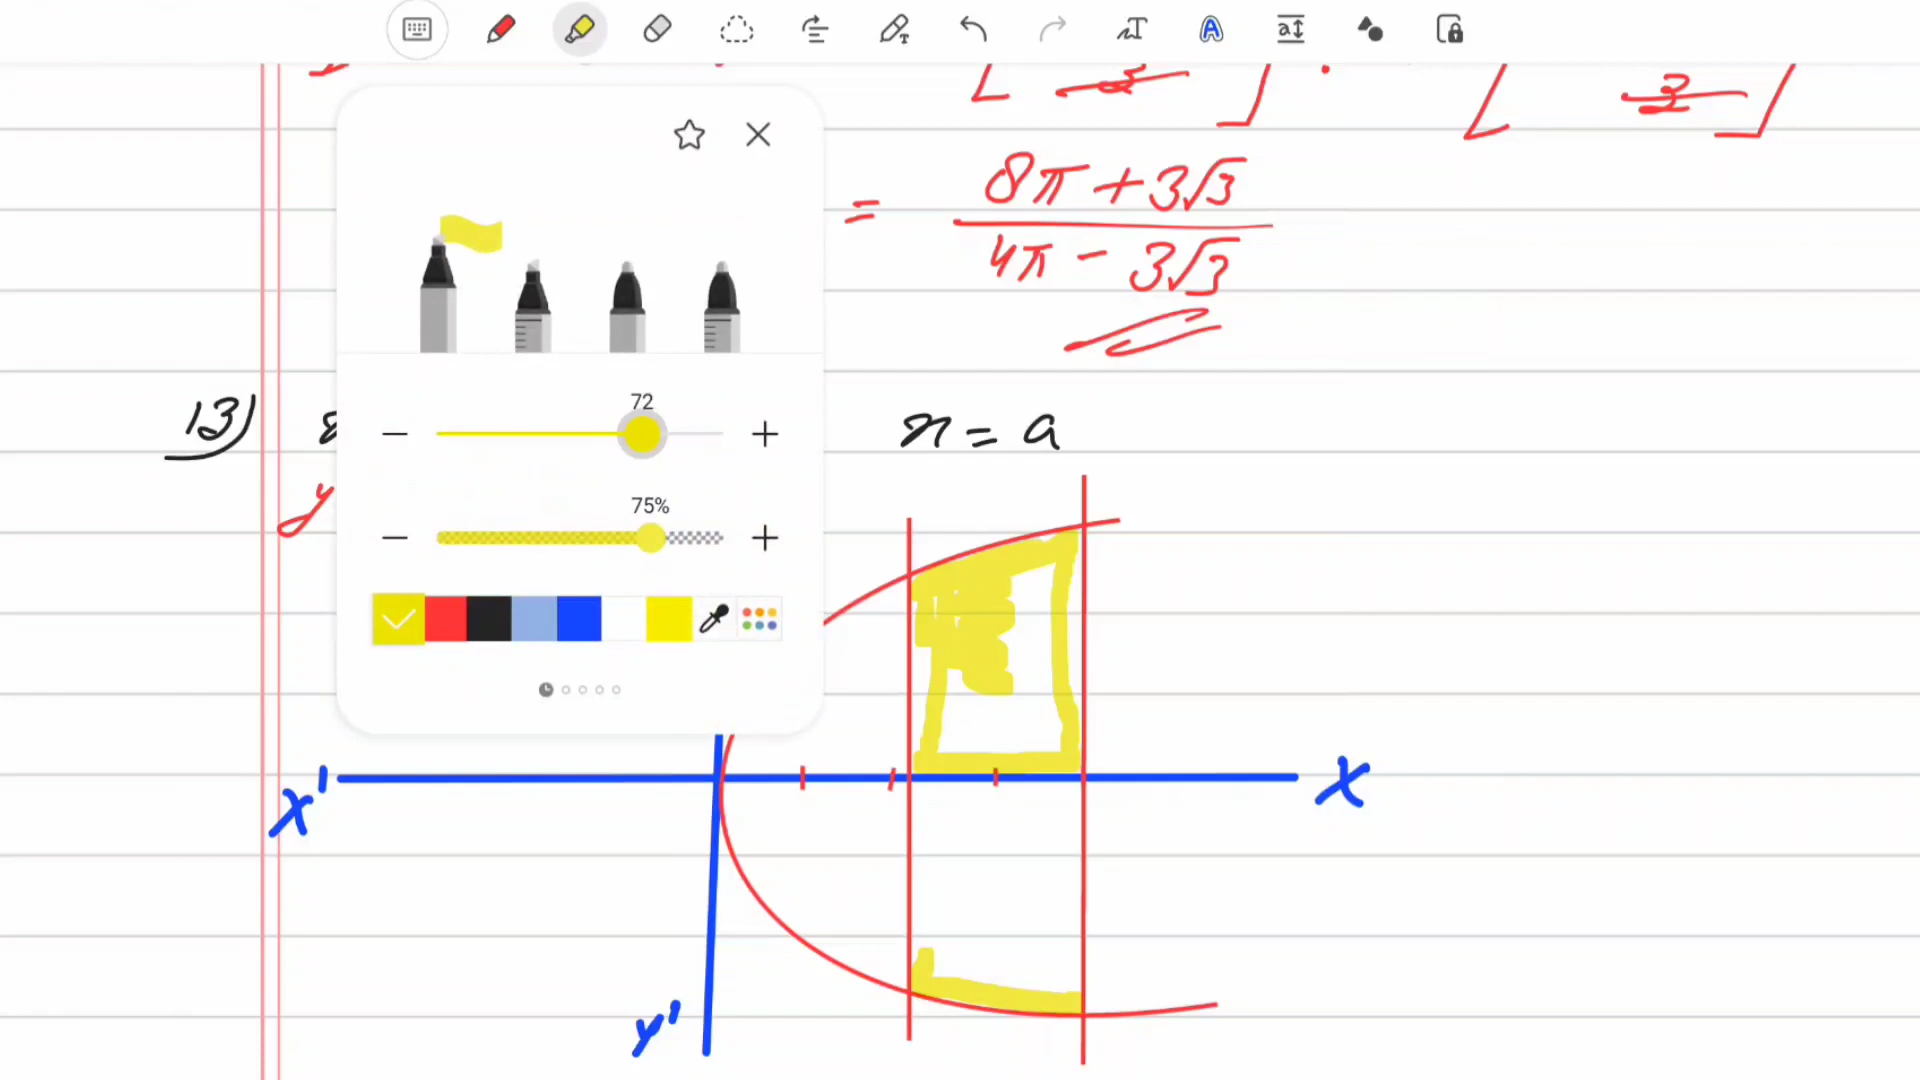 = 8π + 3√3 / 4π - 3√3
72
13) x = a
75%
y
X' X
y'